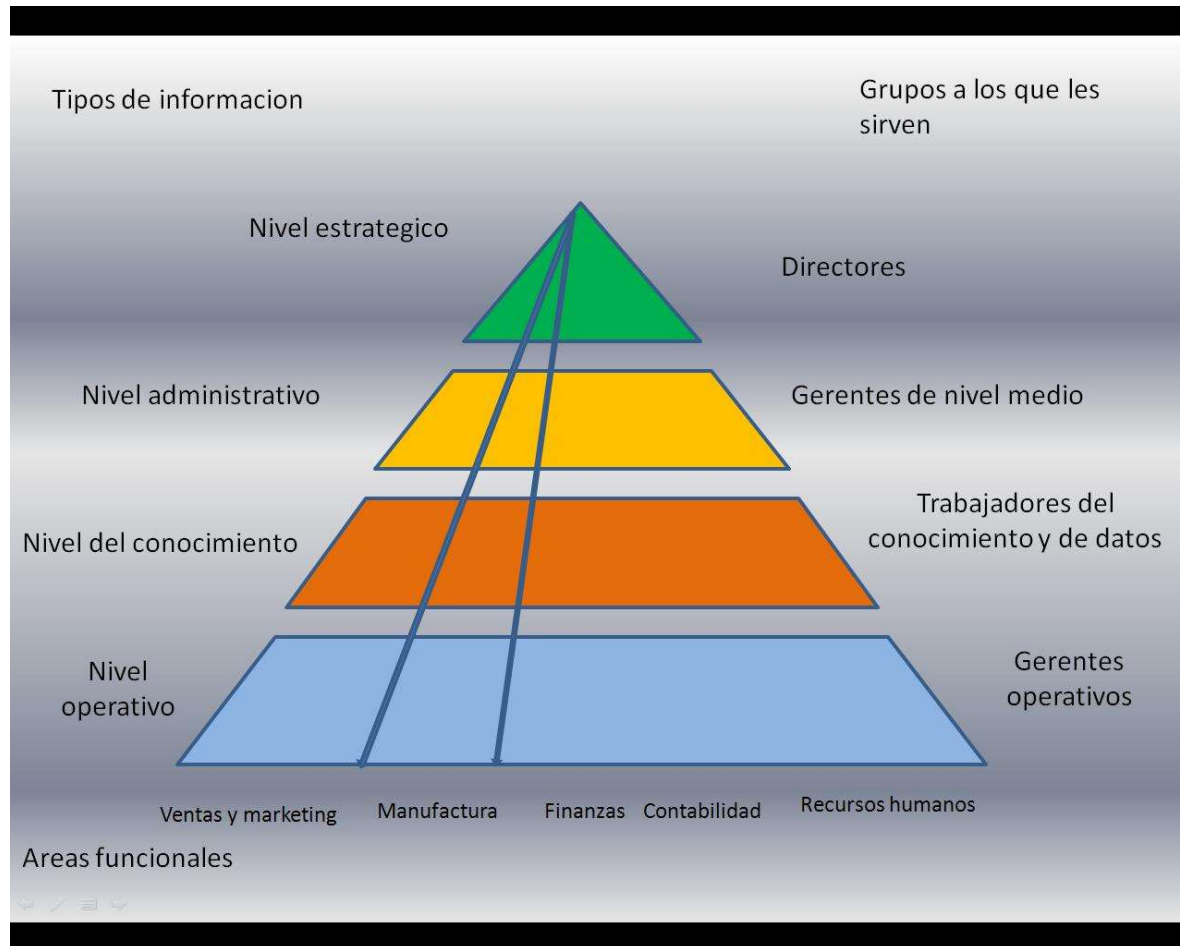 Tipos de informacion
Grupos a los que les
sirven
Nivel estrategico
Directores
Nivel administrativo
Gerentes de nivel medio
Nivel del conocimiento
Trabajadores del
conocimiento y de datos
Nivel
operativo
Gerentes
operativos
Ventas y marketing
Manufactura
Finanzas
Contabilidad
Recursos humanos
Areas funcionales